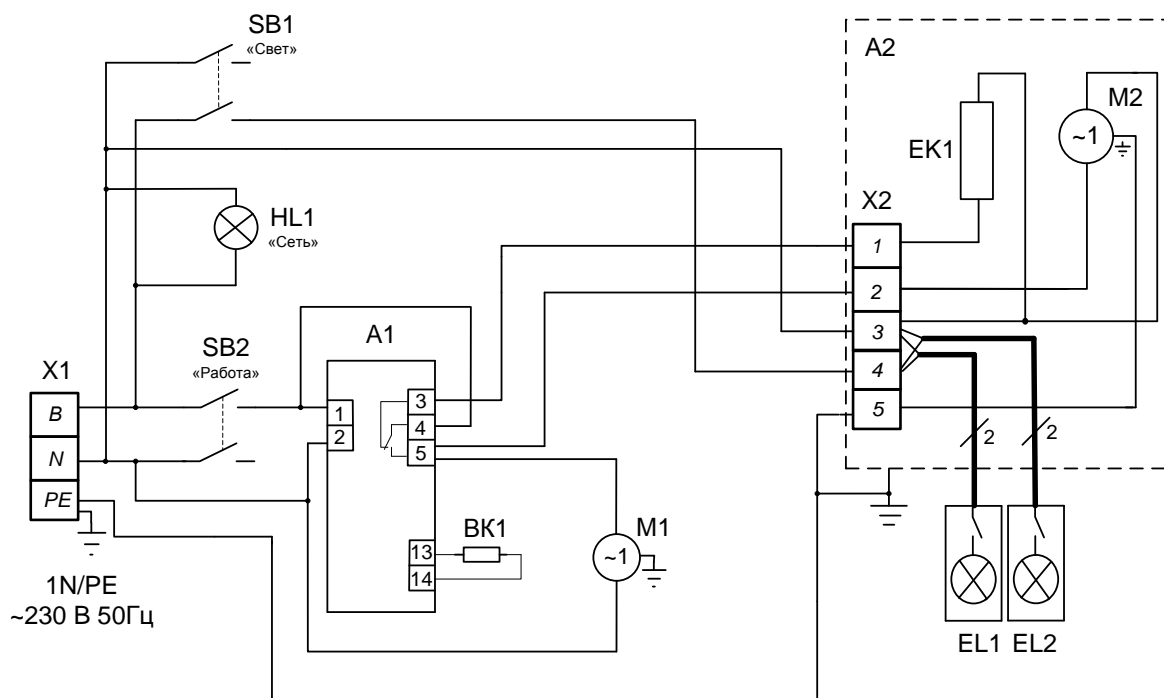 SB1
«Свет»
A2
M2
~1
EK1
X2
HL1
«Сеть»
1
2
3
4
5
SB2
«Работа»
A1
X1
B
N
PE
1
2
3
4
5
2
2
BK1
13
14
M1
~1
1N/PE
~230 В 50Гц
EL1 EL2